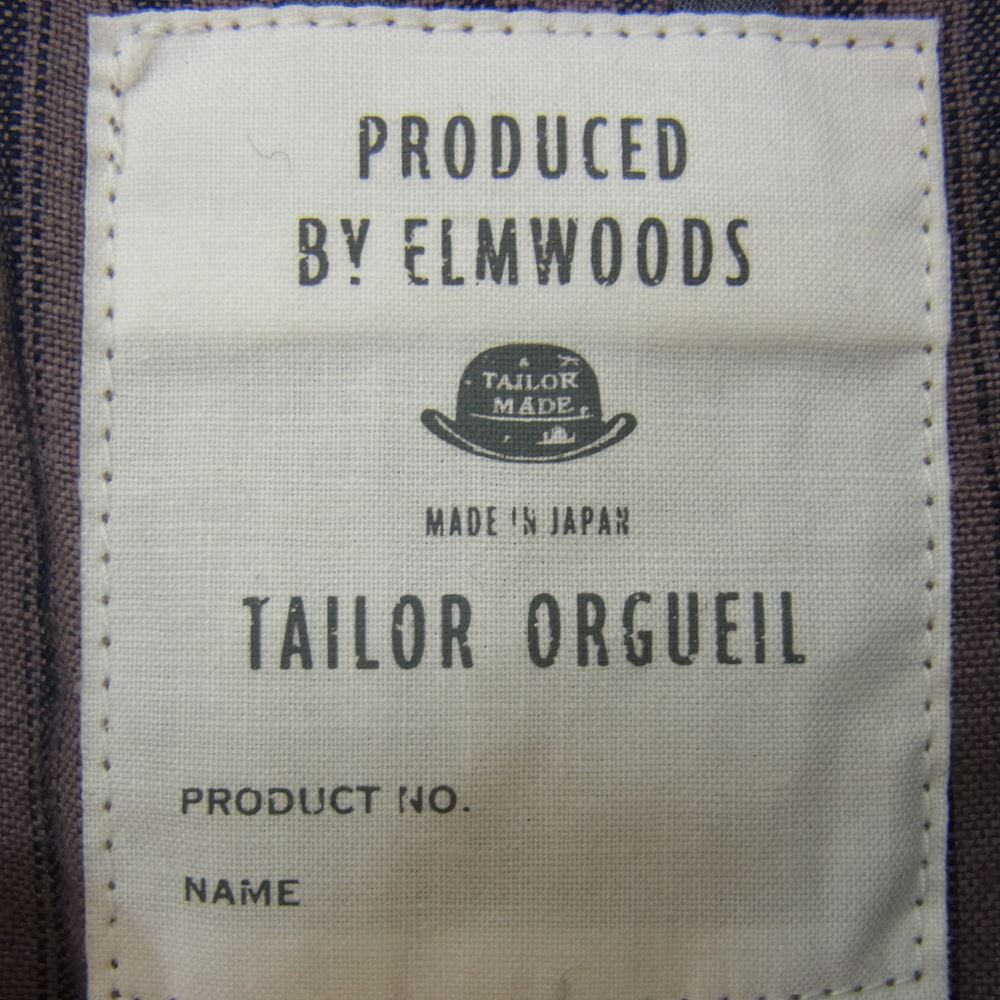 PRODUCED
BY ELMWOODS
TAILOR
MADE
MADE IN JAPAN
TAILOR ORGUEIL
PRODUCT NO.
NAME